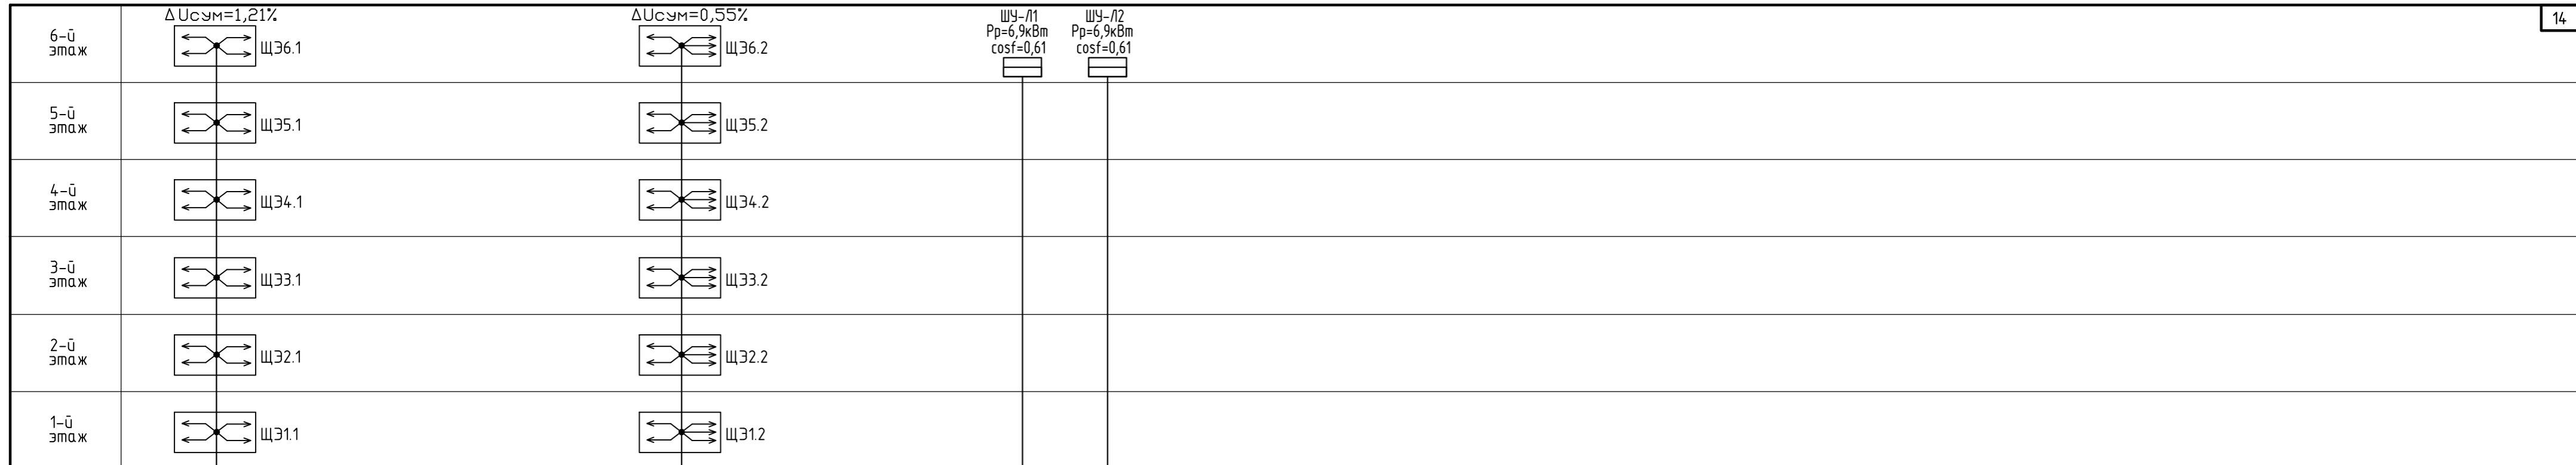 ΔUсум=1,21%
ΔUсум=0,55%
ШУ-Л1
Рр=6,9кВт
cosf=0,61
ШУ-Л2
Рр=6,9кВт
cosf=0,61
14
6-й
этаж
ЩЭ6.1
ЩЭ6.2
5-й
этаж
ЩЭ5.1
ЩЭ5.2
4-й
этаж
ЩЭ4.1
ЩЭ4.2
3-й
этаж
ЩЭ3.1
ЩЭ3.2
2-й
этаж
ЩЭ2.1
ЩЭ2.2
1-й
этаж
ЩЭ1.1
ЩЭ1.2